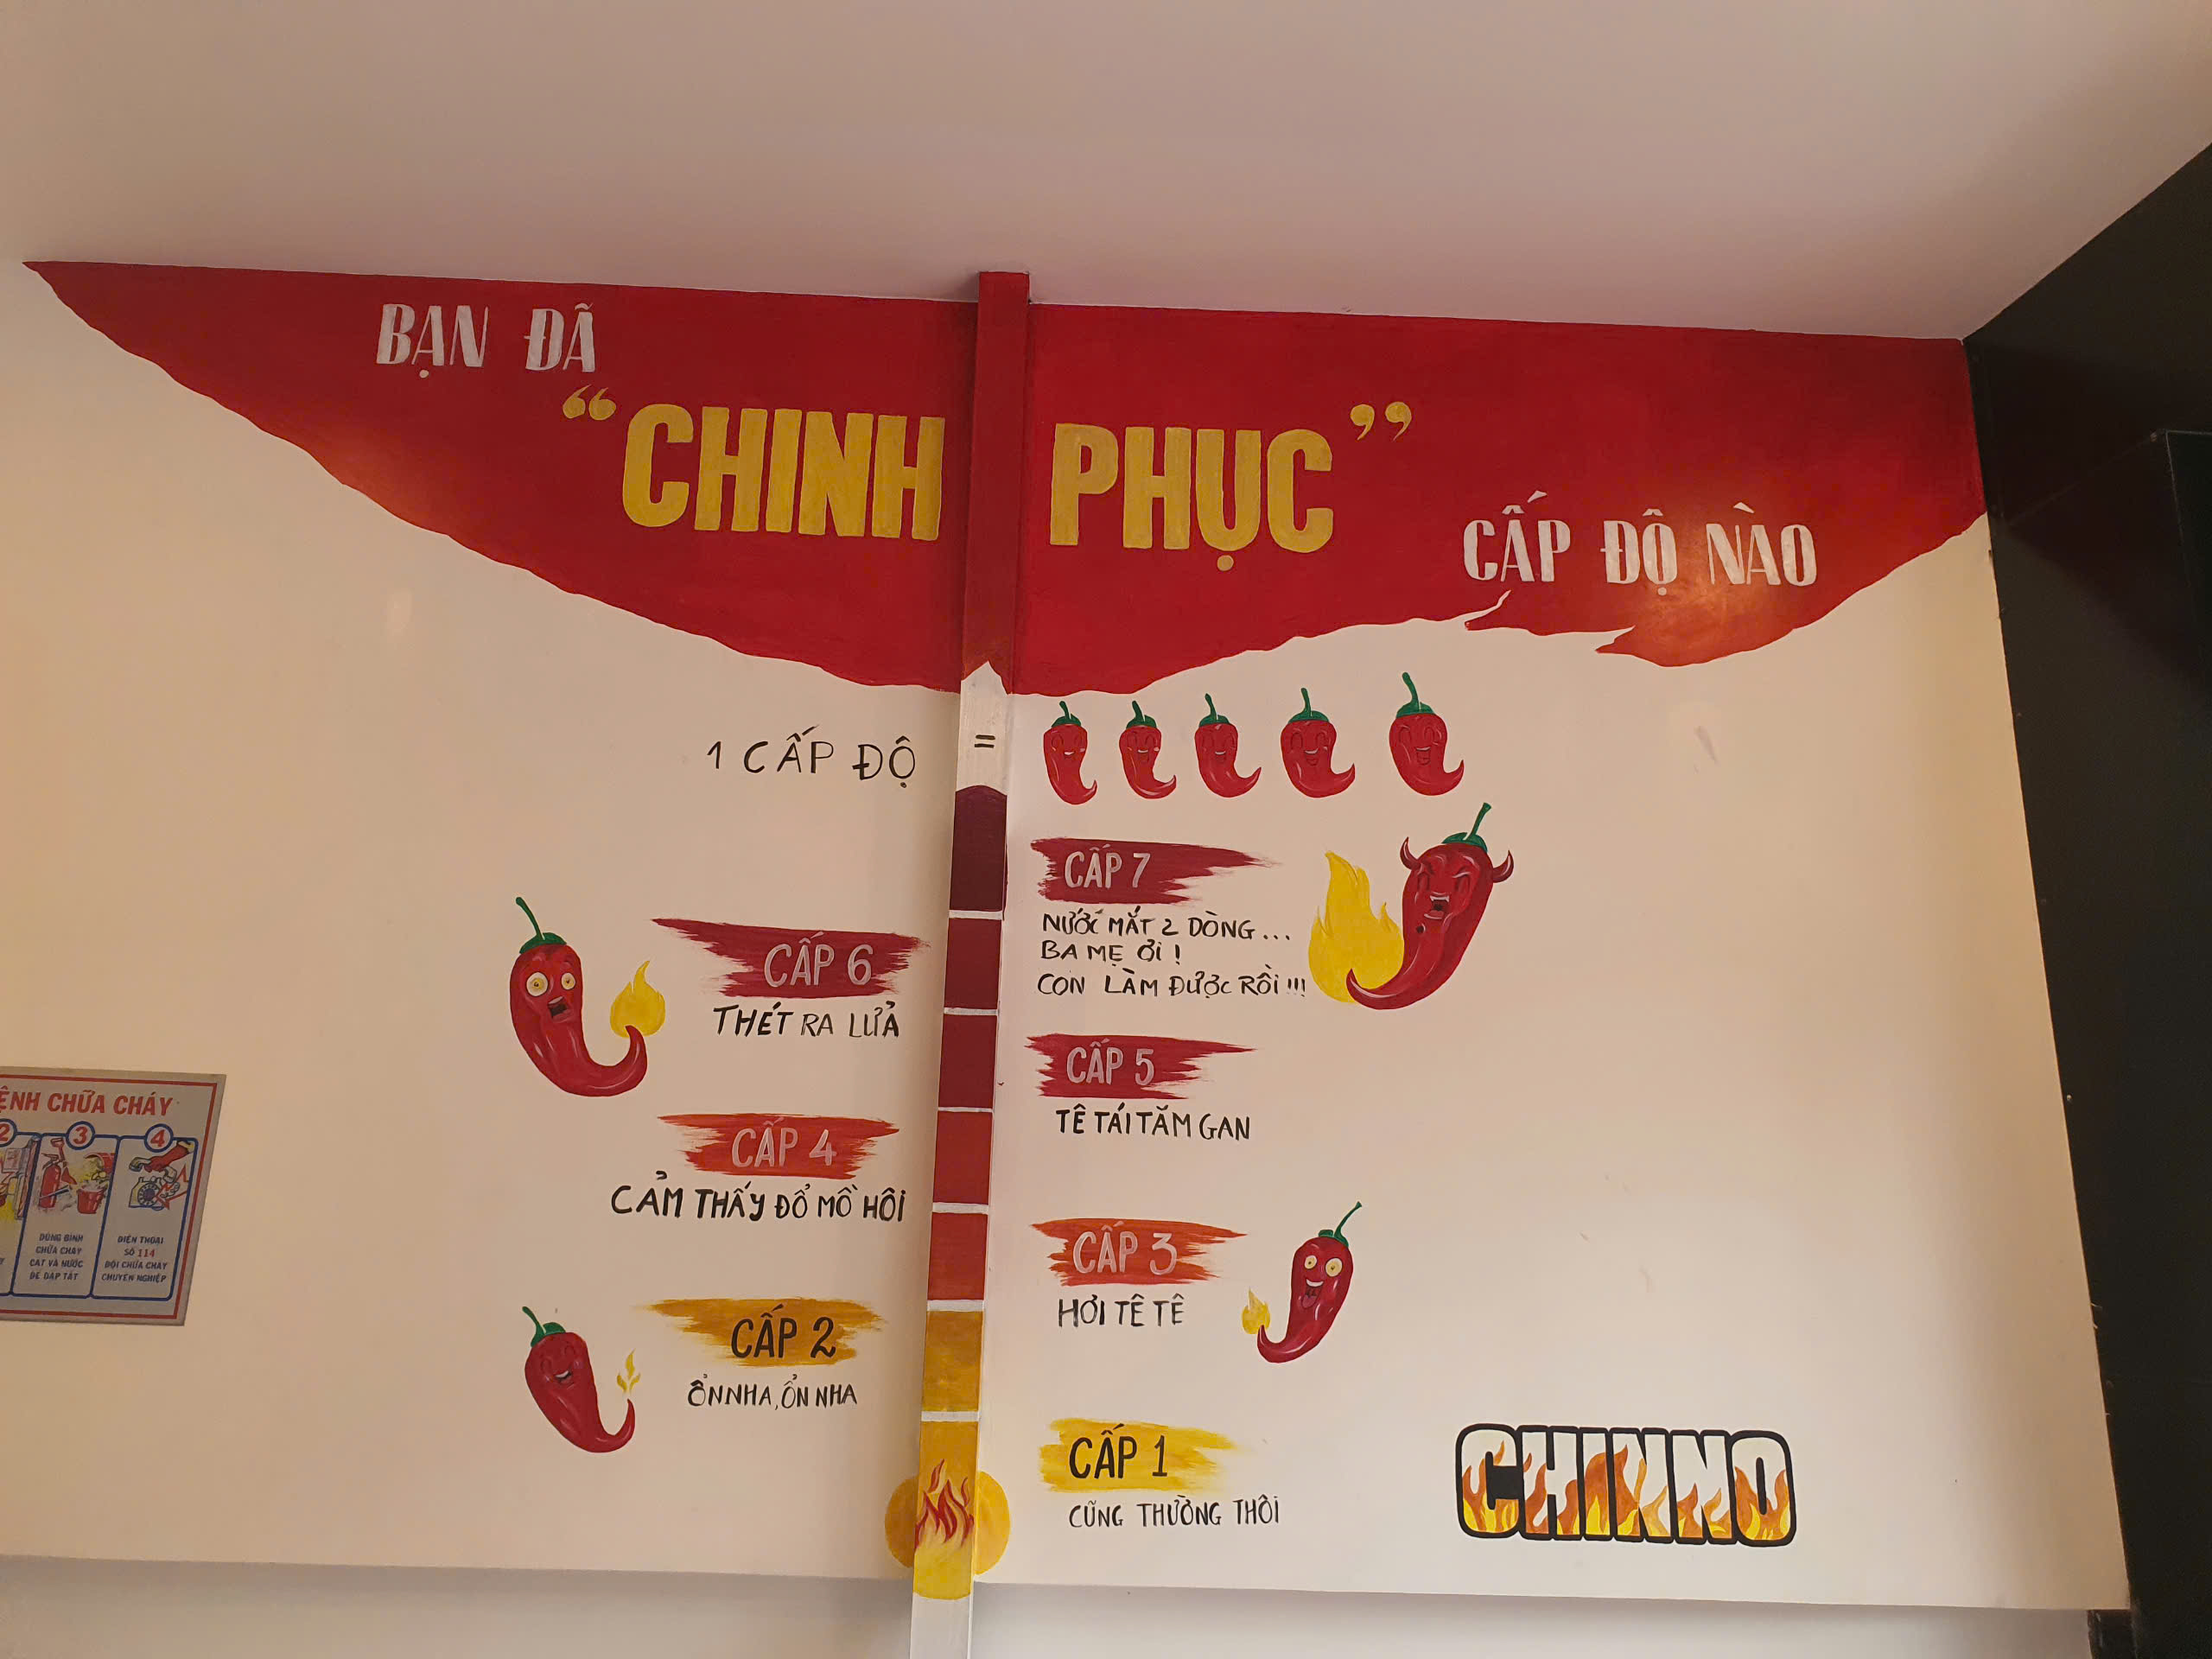 BẠN ĐÃ
“CHINH PHỤC”
CẤP ĐỘ NÀO
1 CẤP ĐỘ =
CẤP 7
NƯỚC MẮT 2 DÒNG...
BA MẸ ƠI!
CON LÀM ĐƯỢC RỒI!!!
CẤP 6
THÉT RA LỬA
CẤP 5
TÊ TÁI TĂM GAN
CẤP 4
CẢM THẤY ĐỔ MỒ HÔI
CẤP 3
HƠI TÊ TÊ
CẤP 2
ỔN NHA, ỔN NHA
CẤP 1
CŨNG THƯỜNG THÔI
CHINNO
ỆNH CHỮA CHÁY
2
3
4
DÙNG BÌNH
CHỮA CHÁY
CÁT VÀ NƯỚC
ĐỂ DẬP TẮT
ĐIỆN THOẠI
SỐ 114
ĐỘI CHỮA CHÁY
CHUYÊN NGHIỆP